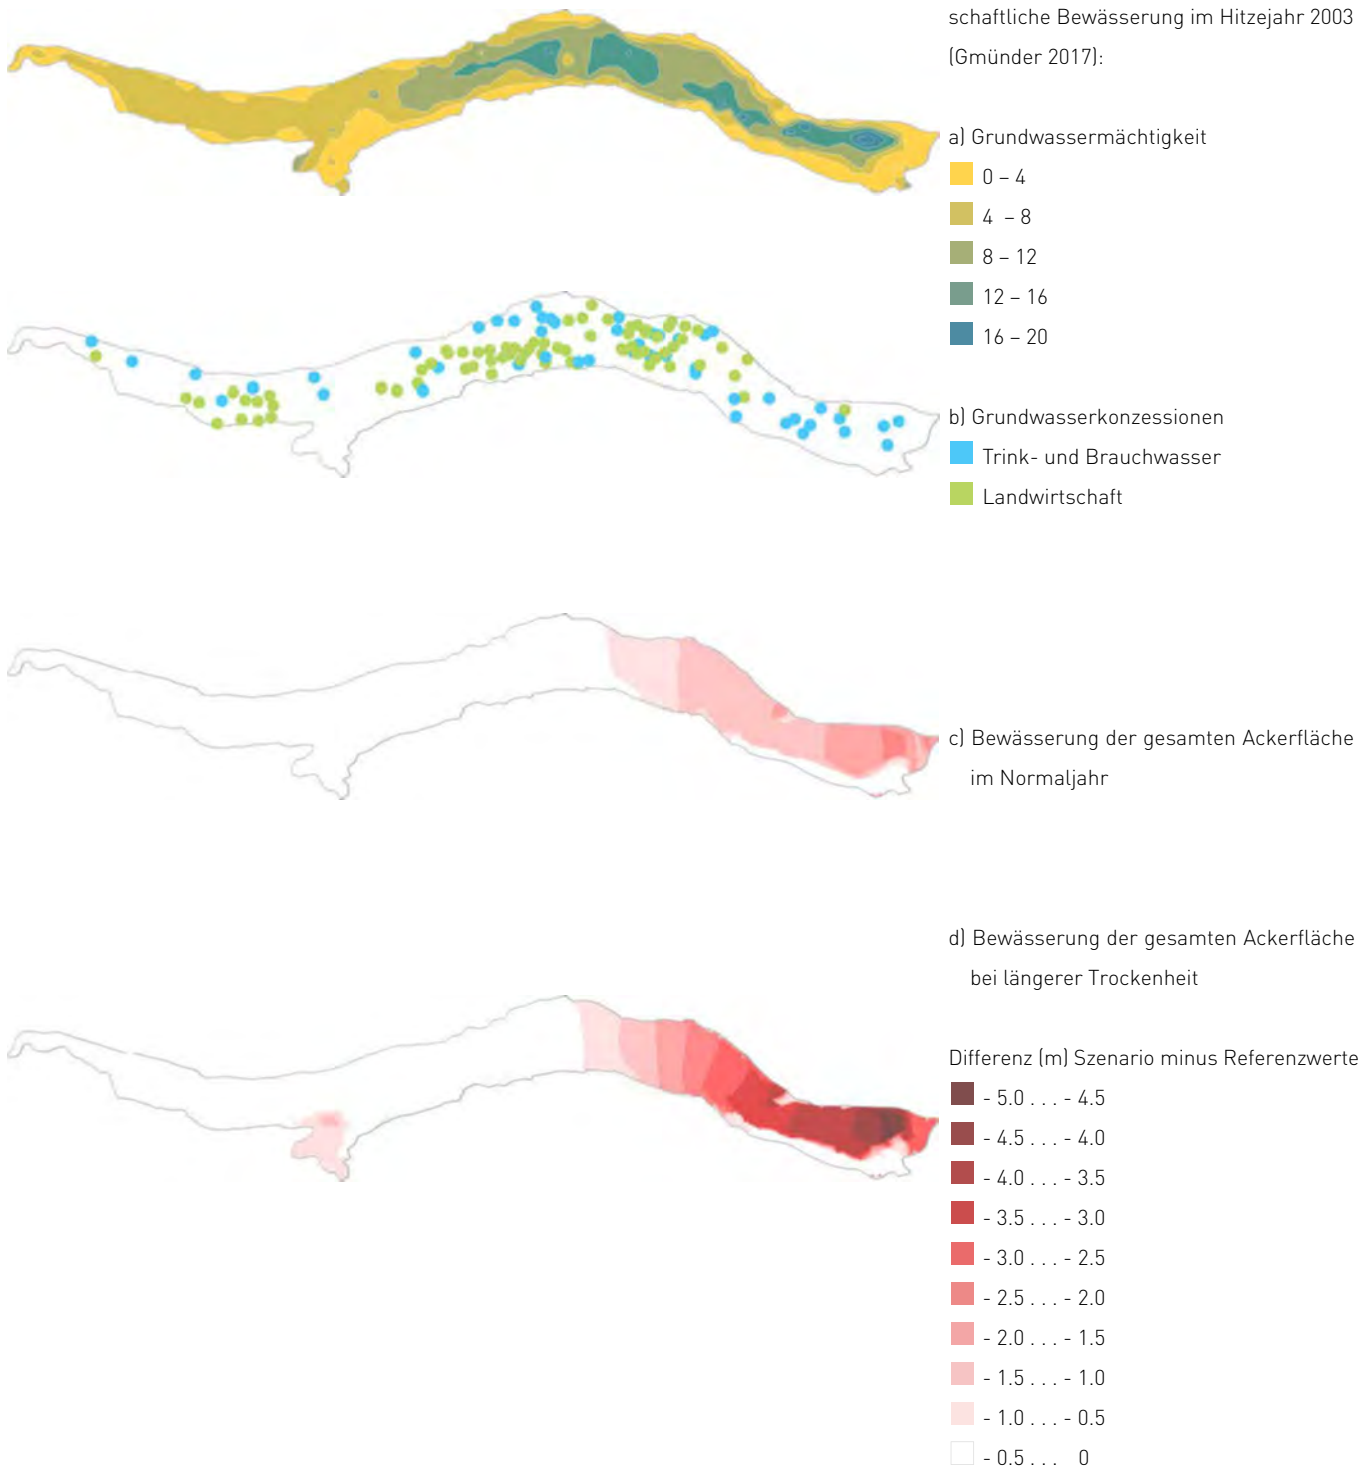 schaftliche Bewässerung im Hitzejahr 2003
(Gmünder 2017):
a) Grundwassermächtigkeit
0 – 4
4 – 8
8 – 12
12 – 16
16 – 20
b) Grundwasserkonzessionen
Trink- und Brauchwasser
Landwirtschaft
c) Bewässerung der gesamten Ackerfläche
im Normaljahr
d) Bewässerung der gesamten Ackerfläche
bei längerer Trockenheit
Differenz (m) Szenario minus Referenzwerte
- 5.0 . . . - 4.5
- 4.5 . . . - 4.0
- 4.0 . . . - 3.5
- 3.5 . . . - 3.0
- 3.0 . . . - 2.5
- 2.5 . . . - 2.0
- 2.0 . . . - 1.5
- 1.5 . . . - 1.0
- 1.0 . . . - 0.5
- 0.5 . . . 0